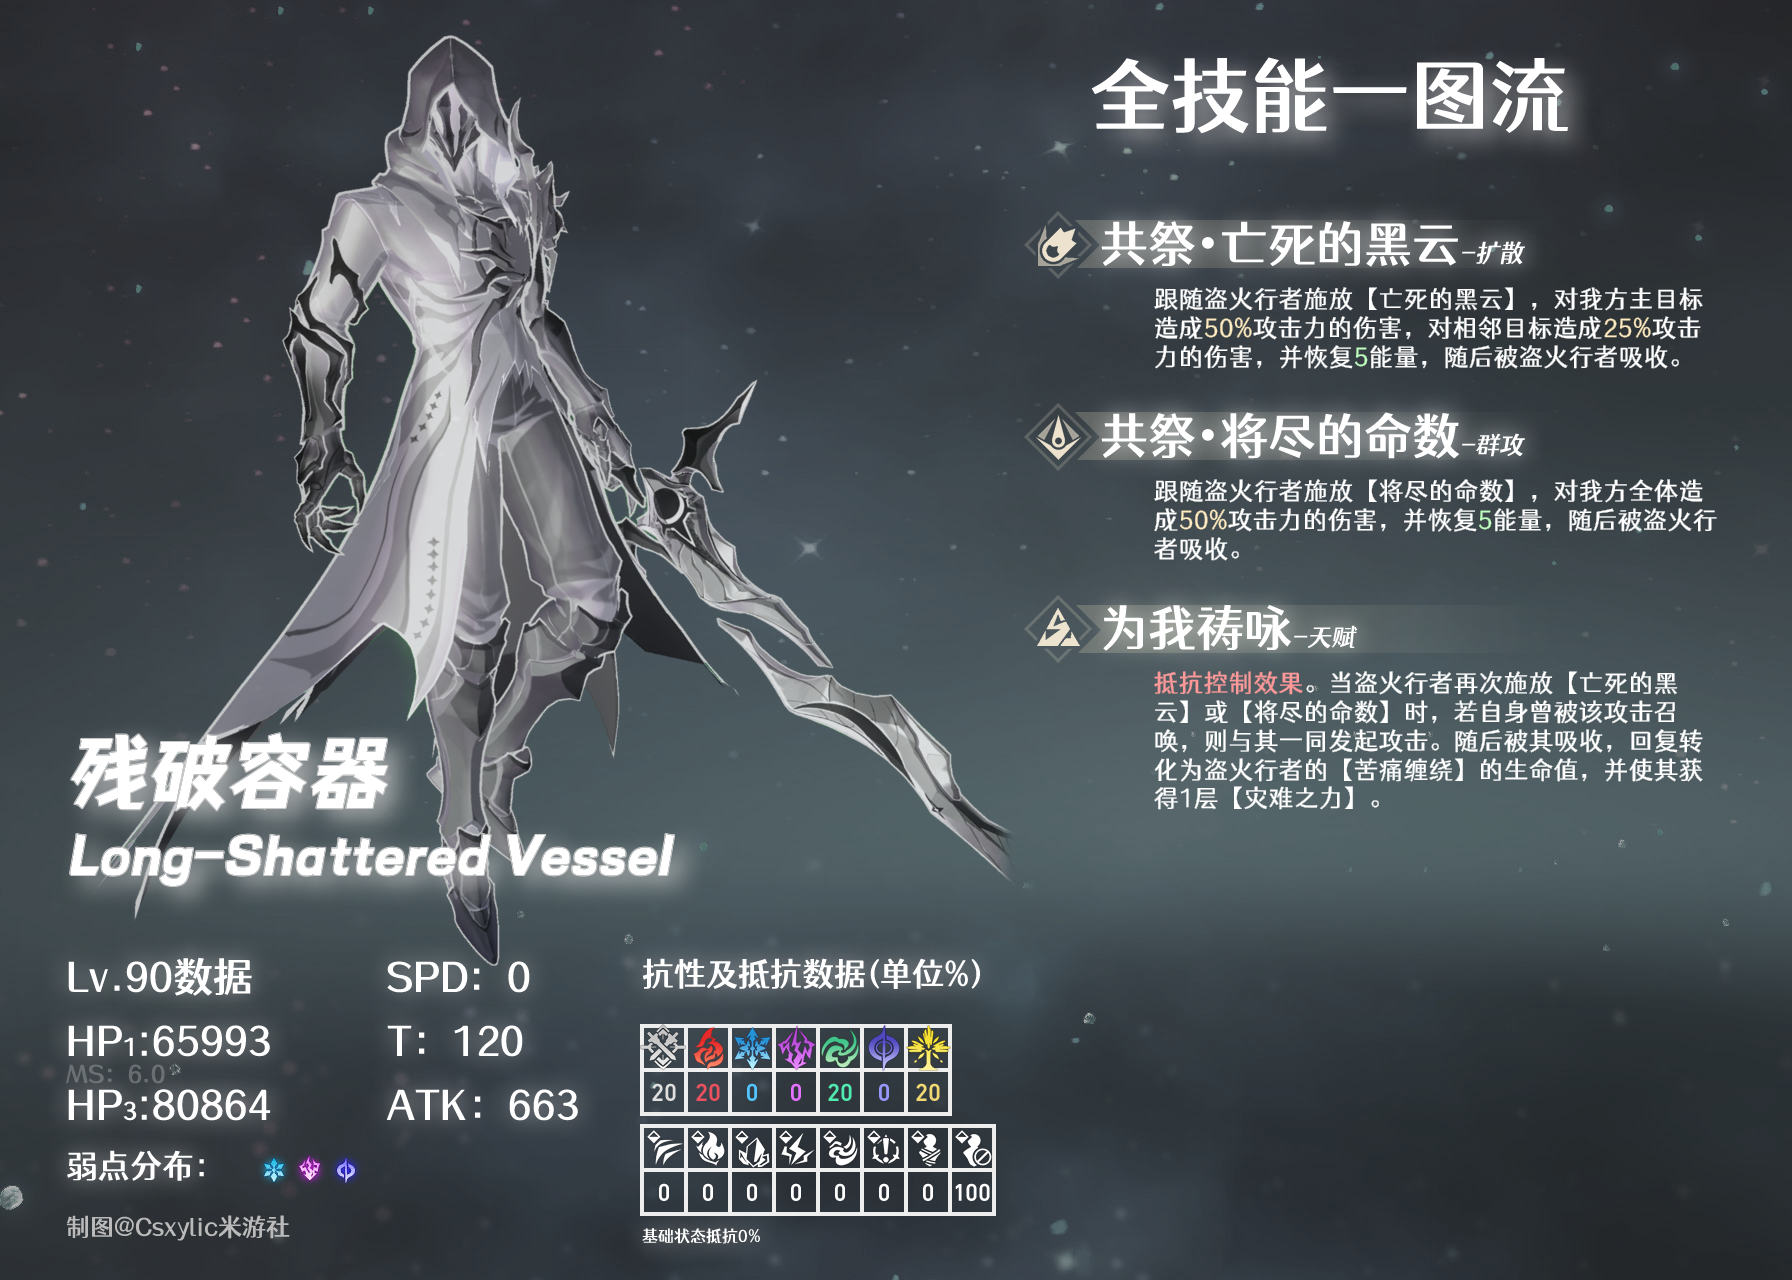 全技能一图流
共祭•亡死的黑云-扩散
跟随盗火行者施放【亡死的黑云】，对我方主目标
造成50%攻击力的伤害，对相邻目标造成25%攻击
力的伤害，并恢复5能量，随后被盗火行者吸收。
共祭•将尽的命数-群攻
跟随盗火行者施放【将尽的命数】，对我方全体造
成50%攻击力的伤害，并恢复5能量，随后被盗火行
者吸收。
为我祷咏-天赋
抵抗控制效果。当盗火行者再次施放【亡死的黑
云】或【将尽的命数】时，若自身曾被该攻击召
唤，则与其一同发起攻击。随后被其吸收，回复转
化为盗火行者的【苦痛缠绕】的生命值，并使其获
得1层【灾难之力】。
残破容器
Long-Shattered Vessel
Lv.90数据
SPD: 0
HP1:65993
T: 120
MS: 6.0
HP3:80864
ATK: 663
弱点分布：
制图@Csxylic米游社
抗性及抵抗数据(单位%)
20 20 0 0 20 0 20
0 0 0 0 0 0 0 100
基础状态抵抗0%